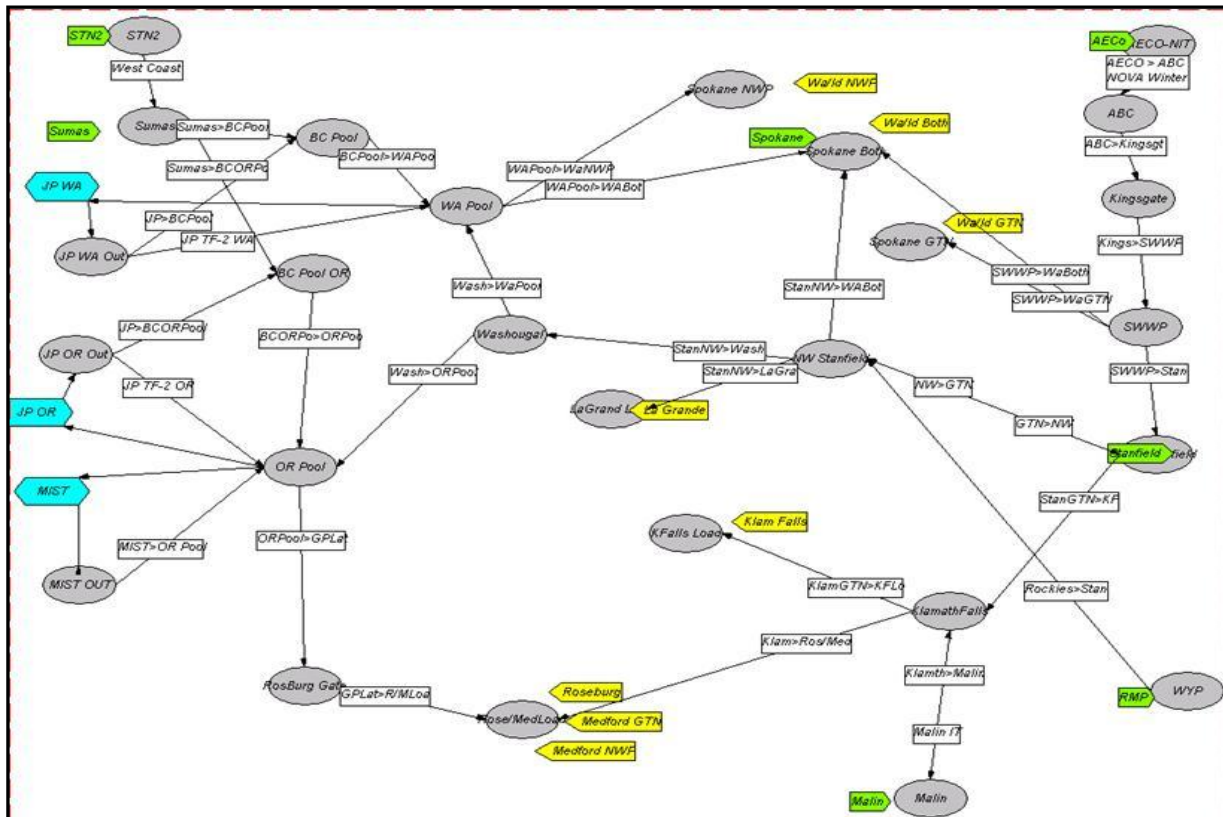 STN2
STN2
West Coast
Sumas
Sumas
Sumas>BCPool
BC Pool
BCPool>WAPoo
Sumas>BCORPo
Spokane NWP
Wa/Id NWP
Wa/Id Both
Spokane
Spokane Both
WAPool>WaNWP
WAPool>WABot
AECo
AECO-NIT
AECO > ABC
NOVA Winter
ABC
ABC>Kingsgt
Kingsgate
Kings>SWWP
JP WA
JP WA Out
JP>BCPool
JP TF-2 WA
WA Pool
Wa/Id GTN
Spokane GTN
SWWP>WaBoth
SWWP>WaGTN
SWWP
SWWP>Stan
BC Pool OR
Wash>WaPool
StanNW>WABot
JP>BCORPool
BCORPo>ORPoo
Washougal
StanNW>Wash
StanNW>LaGra
NW Stanfield
JP OR Out
JP TF-2 OR
Wash>ORPool
NW>GTN
GTN>NW
JP OR
LaGrand L
La Grande
Stanfield
OR Pool
StanGTN>KF
MIST
MIST>OR Pool
MIST OUT
ORPool>GPLat
Klam Falls
KFalls Load
KlamGTN>KFLo
KlamathFalls
Rockies>Stan
Klam>Ros/Med
Klamth>Malin
RosBurg Gat
GPLat>R/MLoa
Roseburg
Rose/MedLoad
Medford GTN
Medford NWP
RMP
WYP
Malin IT
Malin
Malin